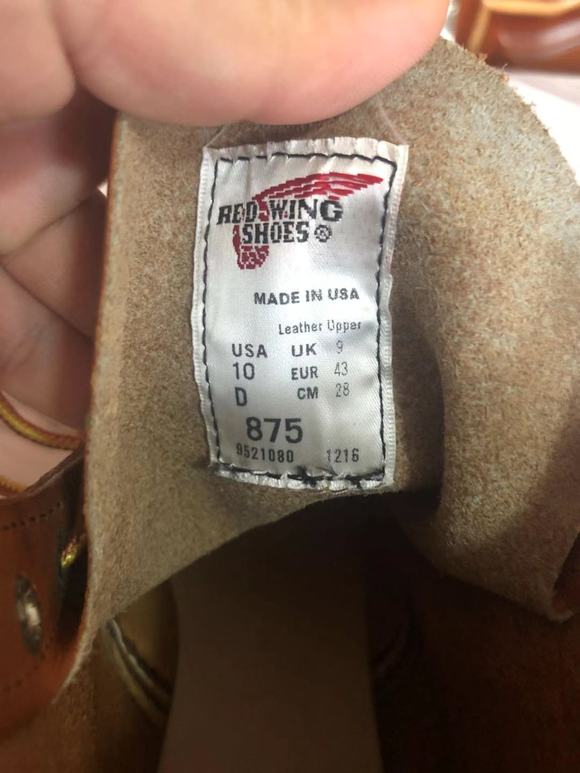 RED WING
SHOES ®
MADE IN USA
Leather Upper
USA UK 9
10 EUR 43
D CM 28
875
9521080 1216